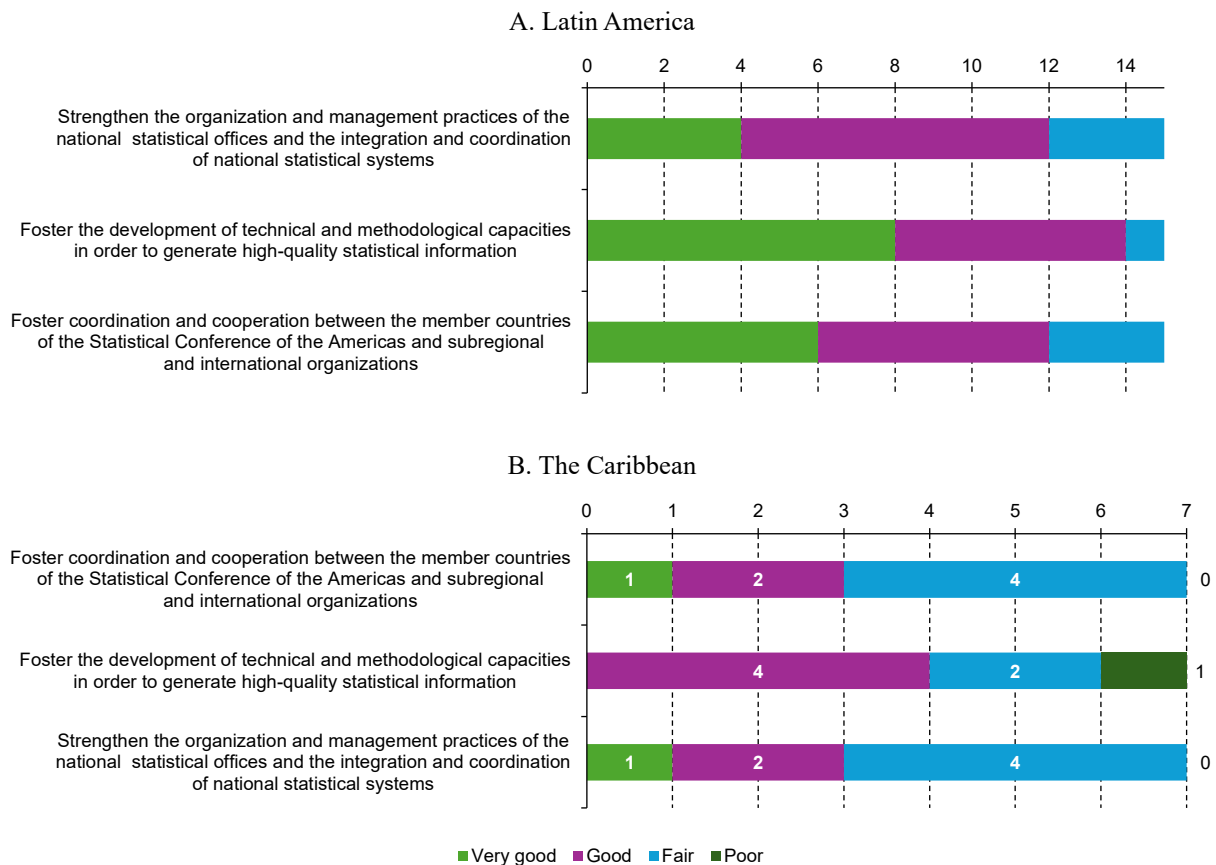 A. Latin America
0 2 4 6 8 10 12 14
Strengthen the organization and management practices of the
national  statistical offices and the integration and coordination
of national statistical systems
Foster the development of technical and methodological capacities
in order to generate high-quality statistical information
Foster coordination and cooperation between the member countries
of the Statistical Conference of the Americas and subregional
and international organizations
B. The Caribbean
0 1 2 3 4 5 6 7
Foster coordination and cooperation between the member countries
of the Statistical Conference of the Americas and subregional
and international organizations
1 2 4 0
Foster the development of technical and methodological capacities
in order to generate high-quality statistical information
4 2 1
Strengthen the organization and management practices of the
national  statistical offices and the integration and coordination
of national statistical systems
1 2 4 0
Very good Good Fair Poor